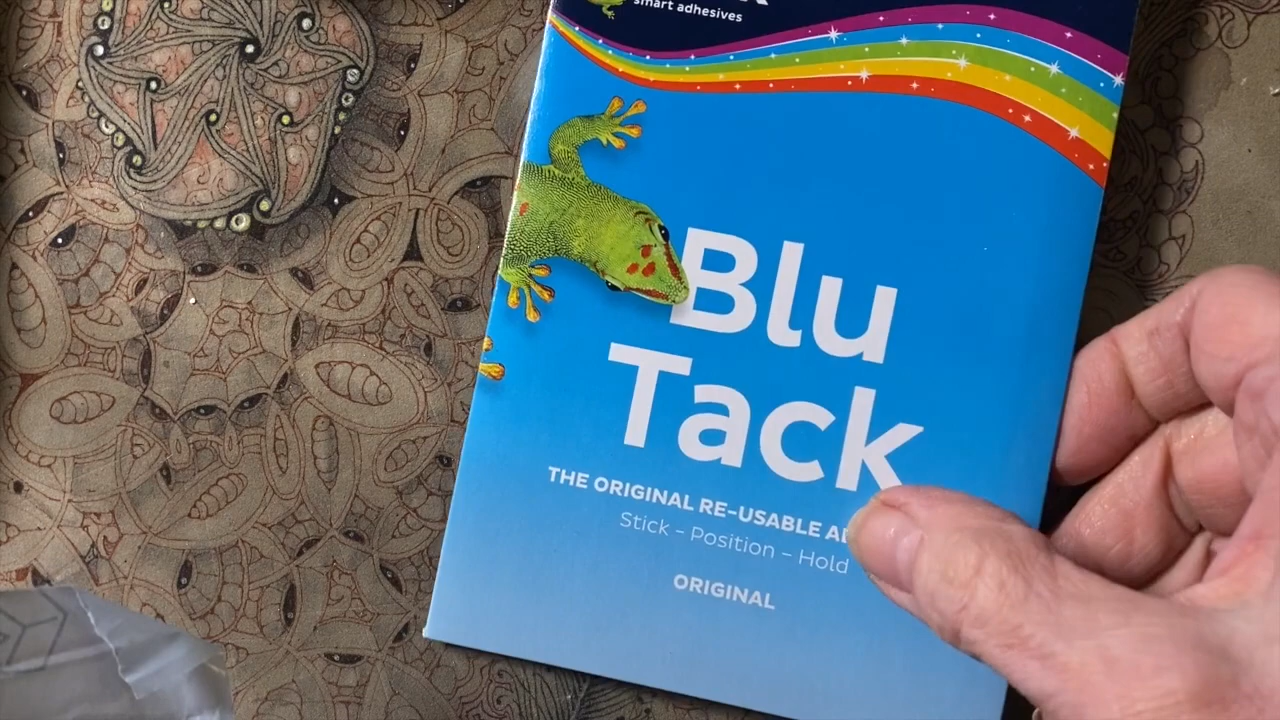 smart adhesives
Blu
Tack
THE ORIGINAL RE-USABLE
Stick – Position – Hold
ORIGINAL